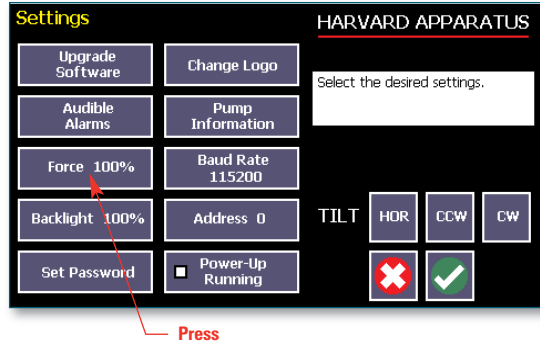 Settings
HARVARD APPARATUS
Upgrade
Software
Change Logo
Select the desired settings.
Audible
Alarms
Pump
Information
Force 100%
Baud Rate
115200
Backlight 100%
Address 0
TILT
HOR
CCW
CW
Set Password
Power-Up
Running
Press